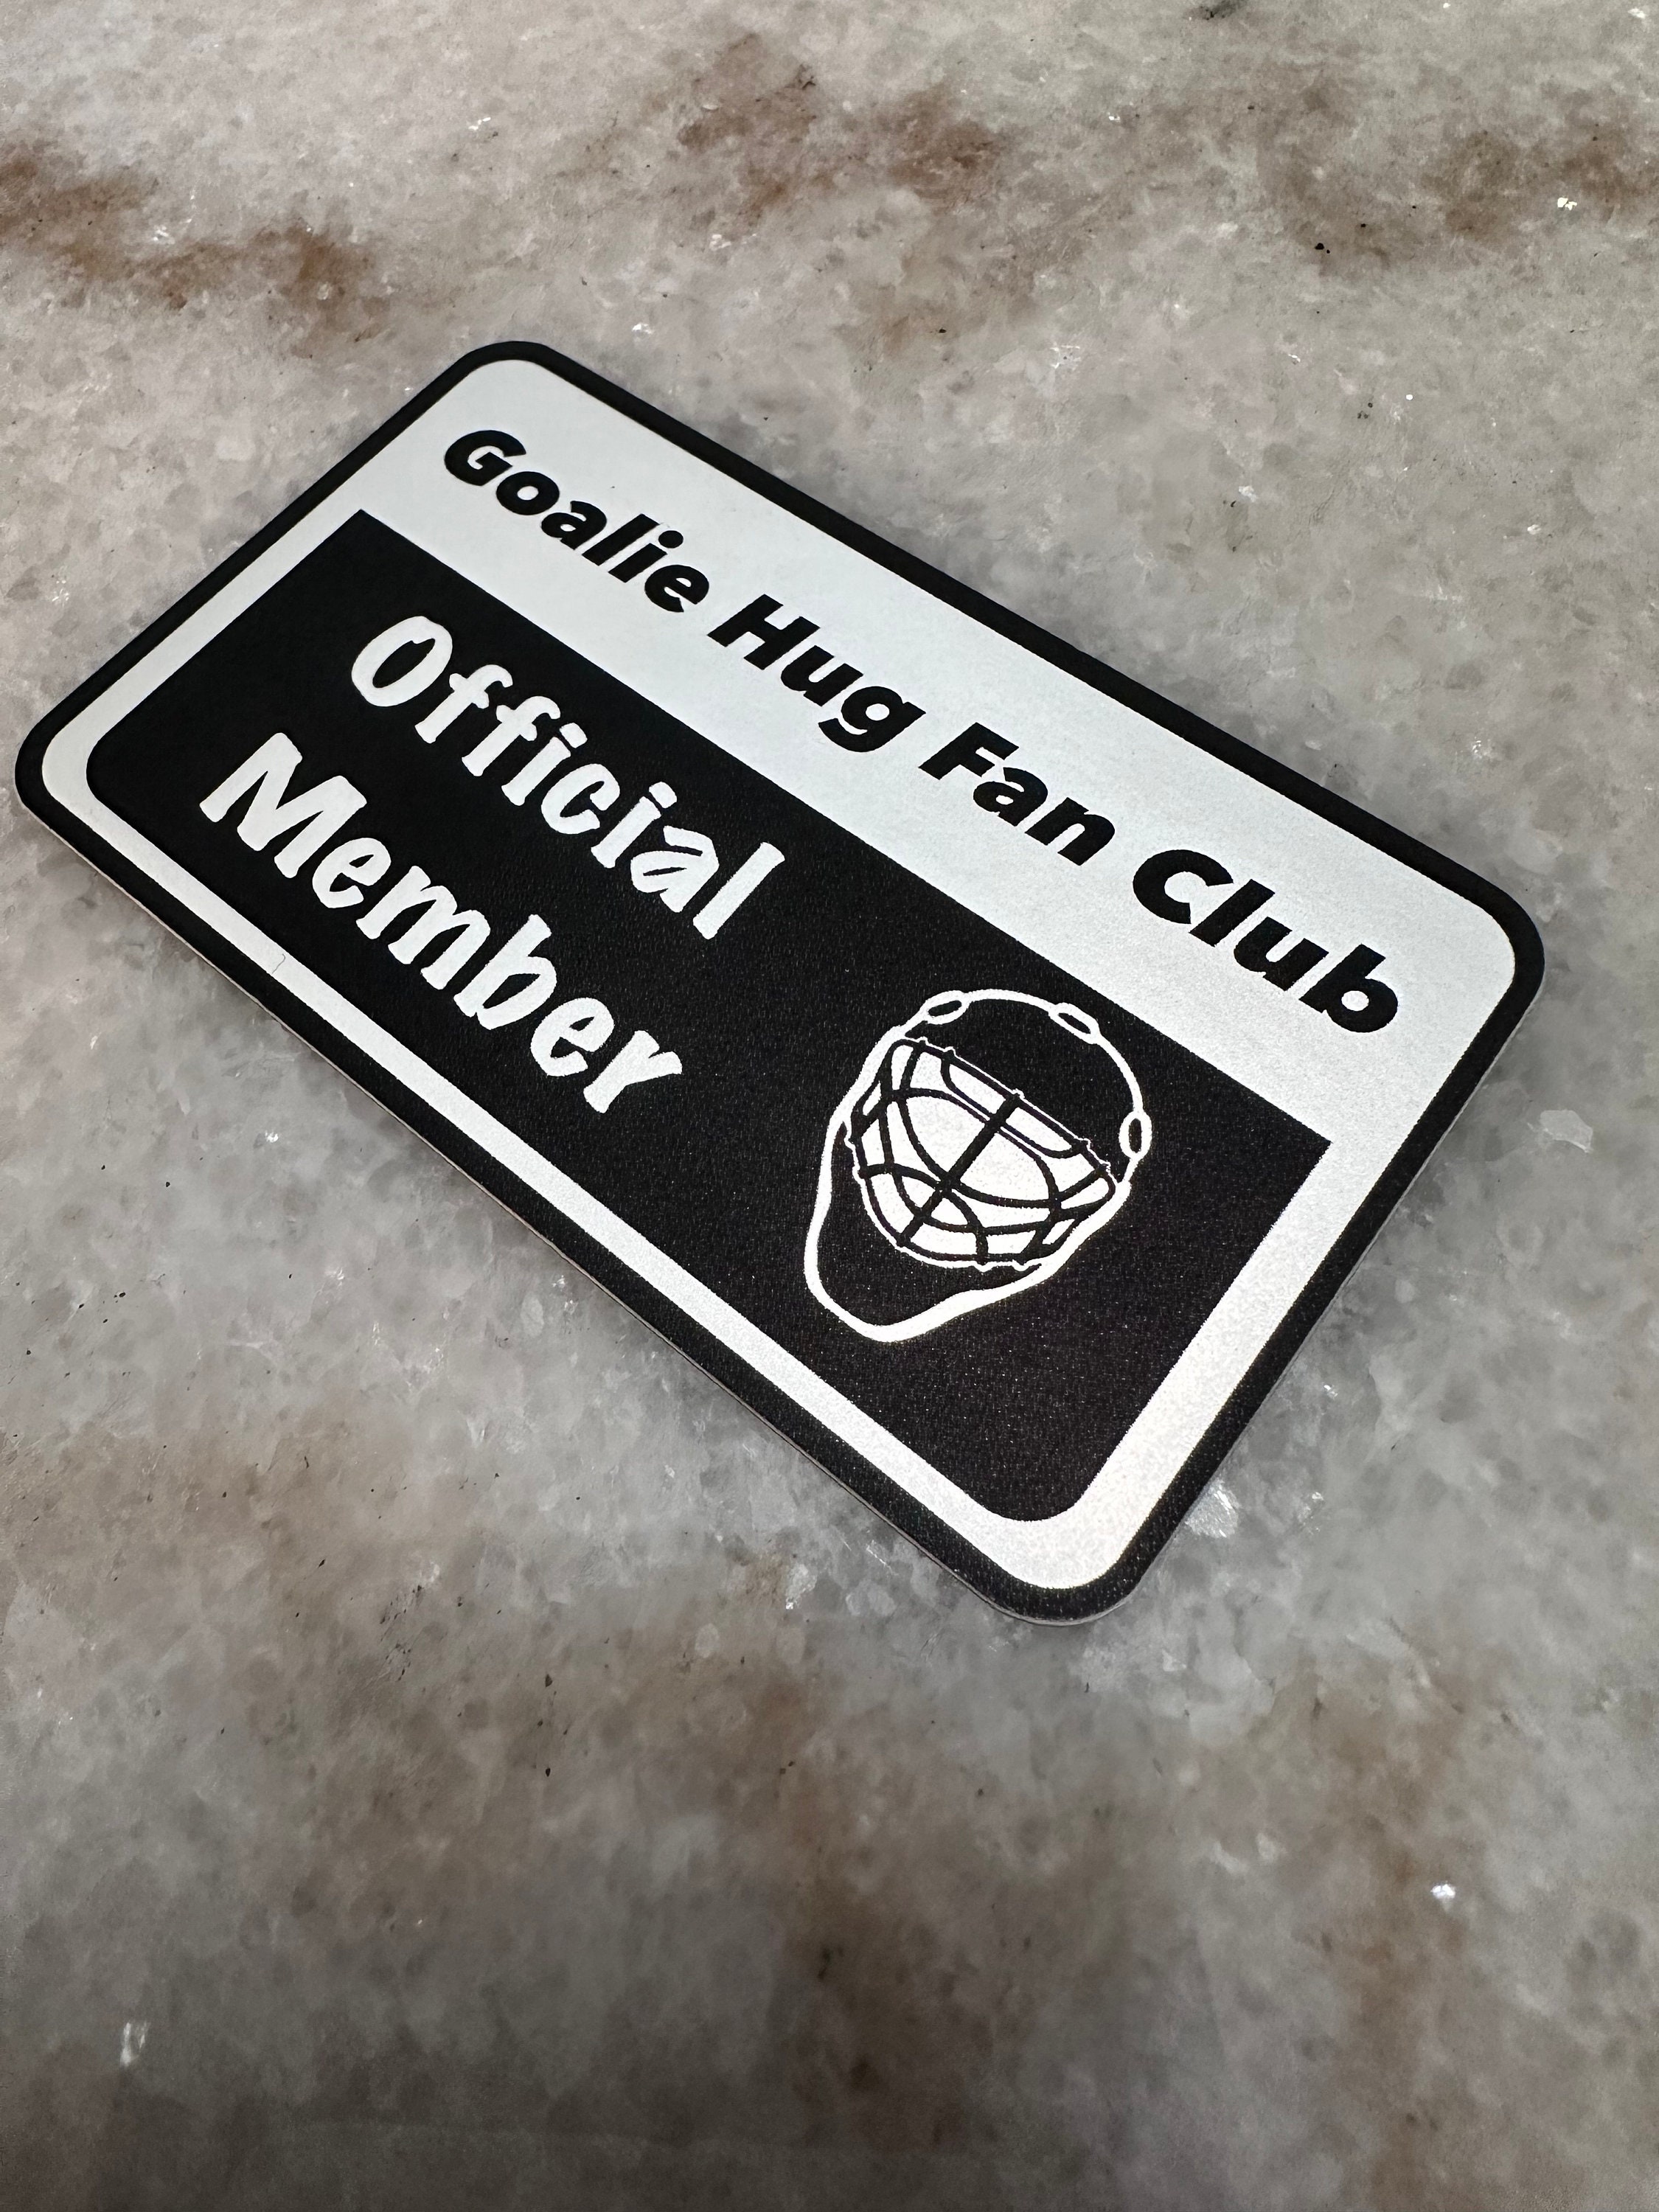 Goalie Hug Fan Club
Official
Member